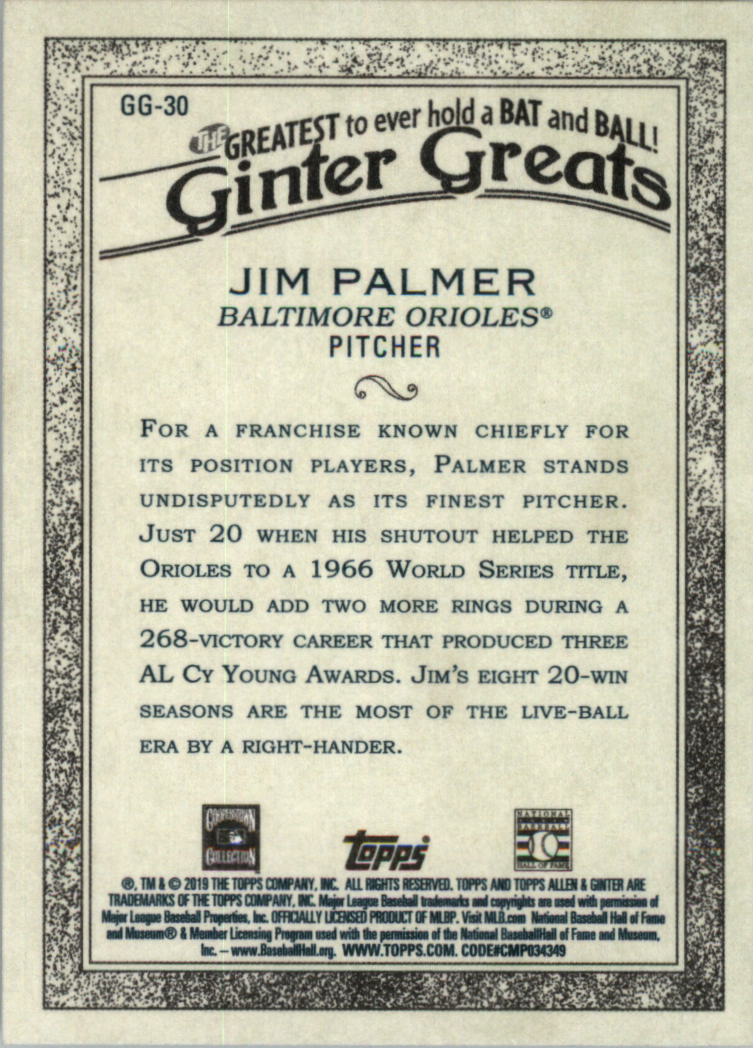 GG-30
THE GREATEST to ever hold a BAT and BALL!
Ginter Greats
JIM PALMER
BALTIMORE ORIOLES®
PITCHER
FOR A FRANCHISE KNOWN CHIEFLY FOR
ITS POSITION PLAYERS, PALMER STANDS
UNDISPUTEDLY AS ITS FINEST PITCHER.
JUST 20 WHEN HIS SHUTOUT HELPED THE
ORIOLES TO A 1966 WORLD SERIES TITLE,
HE WOULD ADD TWO MORE RINGS DURING A
268-VICTORY CAREER THAT PRODUCED THREE
AL CY YOUNG AWARDS. JIM'S EIGHT 20-WIN
SEASONS ARE THE MOST OF THE LIVE-BALL
ERA BY A RIGHT-HANDER.
COOPERSTOWN
COLLECTION
Topps
NATIONAL
BASEBALL
HALL OF FAME
®, TM & © 2019 THE TOPPS COMPANY, INC. ALL RIGHTS RESERVED. TOPPS AND TOPPS ALLEN & GINTER ARE
TRADEMARKS OF THE TOPPS COMPANY, INC. Major League Baseball trademarks and copyrights are used with permission of
Major League Baseball Properties, Inc. OFFICIALLY LICENSED PRODUCT OF MLBP. Visit MLB.com National Baseball Hall of Fame
and Museum® & Member Licensing Program used with the permission of the National BaseballHall of Fame and Museum,
Inc. – www.BaseballHall.org. WWW.TOPPS.COM. CODE#CMP034349